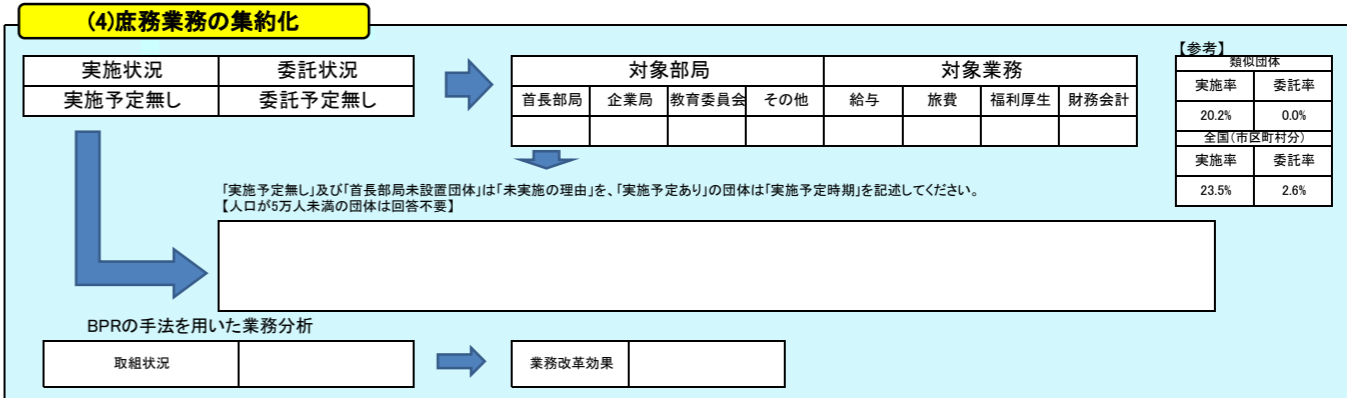 (4)庶務業務の集約化
実施状況 委託状況
実施予定無し 委託予定無し
対象部局 対象業務
首長部局 企業局 教育委員会 その他 給与 旅費 福利厚生 財務会計
【参考】
類似団体
実施率 委託率
20.2% 0.0%
全国(市区町村分)
実施率 委託率
23.5% 2.6%
「実施予定無し」及び「首長部局未設置団体」は「未実施の理由」を、「実施予定あり」の団体は「実施予定時期」を記述してください。
【人口が5万人未満の団体は回答不要】
BPRの手法を用いた業務分析
取組状況
業務改革効果